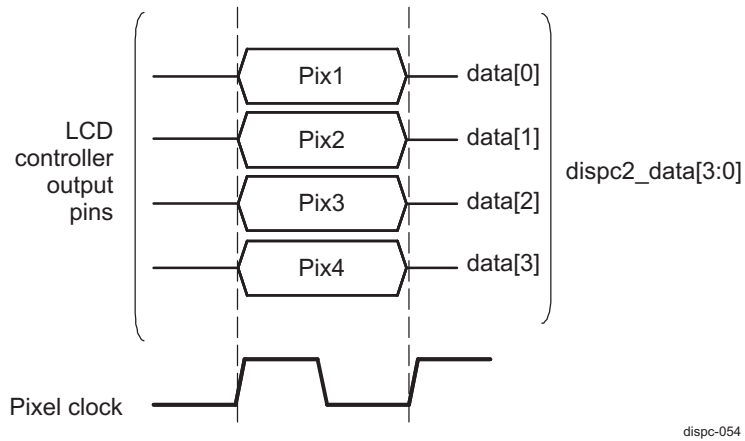 Pix1
data[0]
Pix2
data[1]
LCD
controller
output
pins
dispc2_data[3:0]
Pix3
data[2]
Pix4
data[3]
Pixel clock
dispc-054